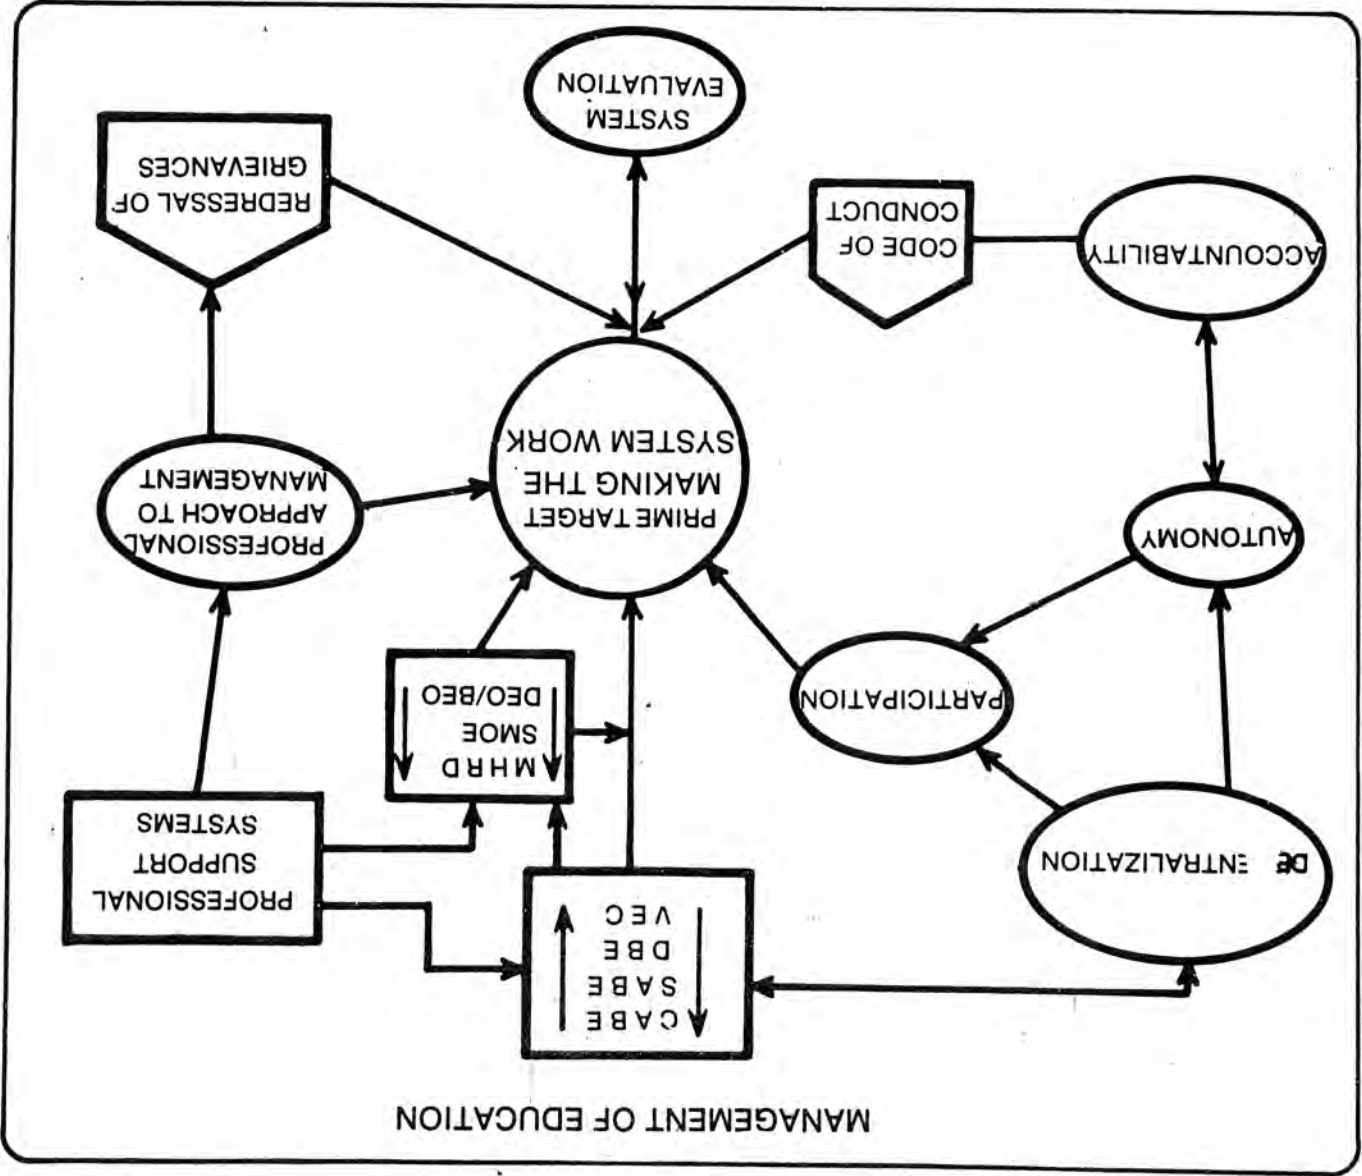 MANAGEMENT OF EDUCATION
CABE
SABE
DBE
VEC
DECENTRALIZATION
PROFESSIONAL
SUPPORT
SYSTEMS
MHRD
SMOE
DEO/BEO
PARTICIPATION
AUTONOMY
PRIME TARGET
MAKING THE
SYSTEM WORK
PROFESSIONAL
APPROACH TO
MANAGEMENT
ACCOUNTABILITY
CODE OF
CONDUCT
REDRESSAL OF
GRIEVANCES
SYSTEM
EVALUATION